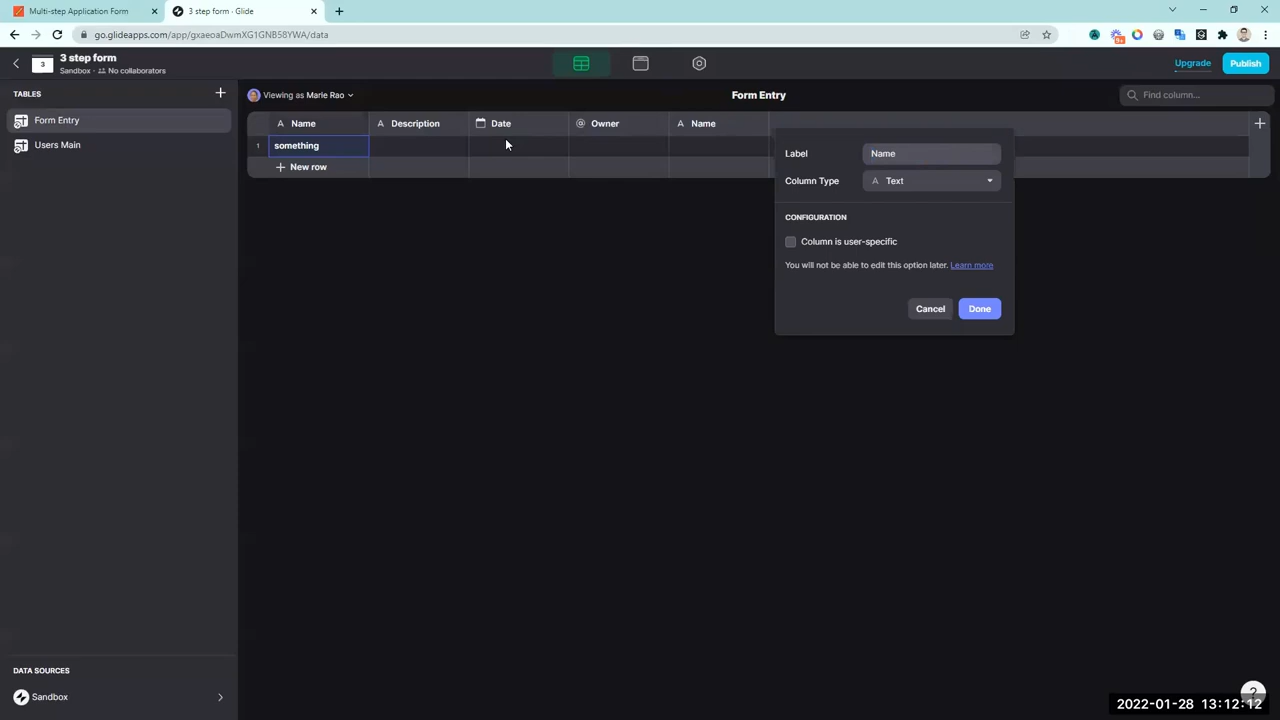 Multi-step Application Form
3 step form - Glide
go.glideapps.com/app/gxaeoaDwmXG1GNB58YWA/data
3
3 step form
Sandbox · No collaborators
Upgrade
Publish
TABLES
Form Entry
Users Main
Viewing as Marie Rao
Form Entry
Find column...
Name
Description
Date
Owner
Name
1
something
New row
Label
Name
Column Type
Text
CONFIGURATION
Column is user-specific
You will not be able to edit this option later. Learn more
Cancel
Done
DATA SOURCES
Sandbox
?
2022-01-28 13:12:12